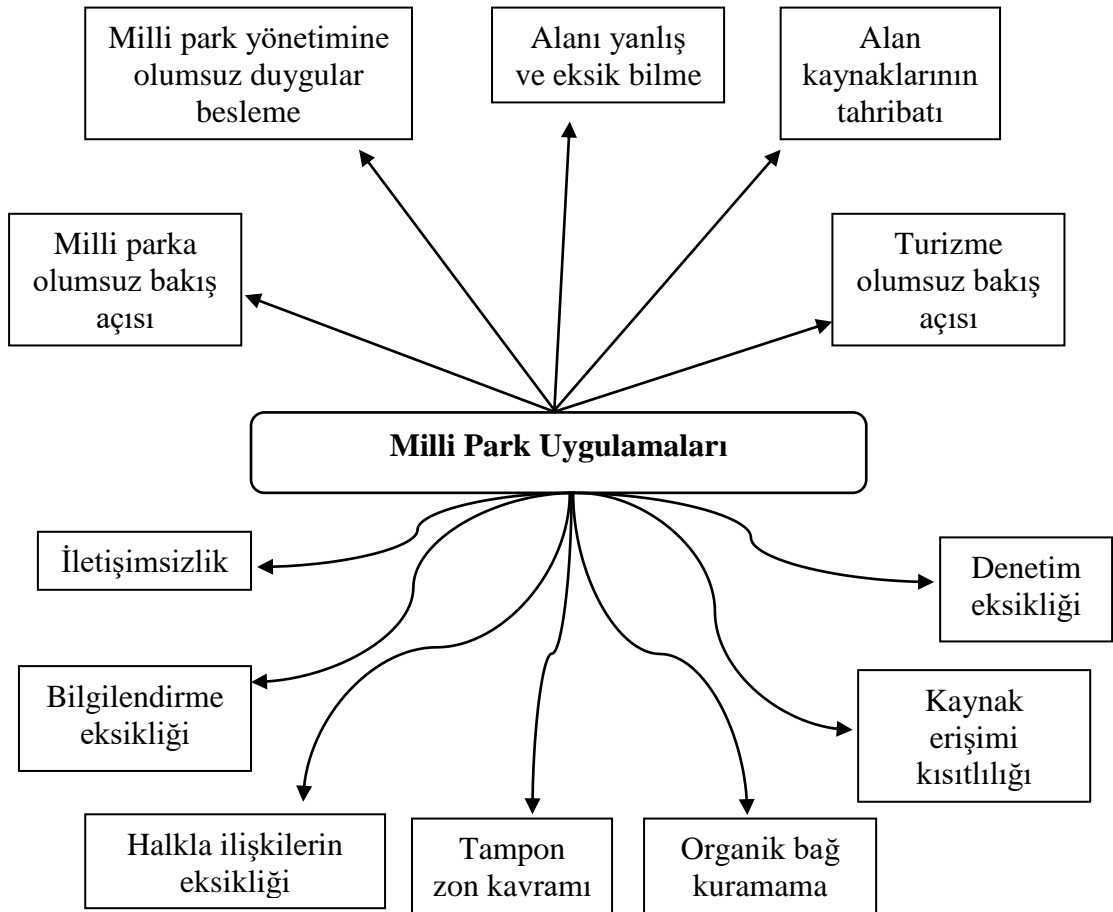 Milli park yönetimine
olumsuz duygular
besleme
Alanı yanlış
ve eksik bilme
Alan
kaynaklarının
tahribatı
Milli parka
olumsuz bakış
açısı
Turizme
olumsuz bakış
açısı
Milli Park Uygulamaları
İletişimsizlik
Denetim
eksikliği
Bilgilendirme
eksikliği
Kaynak
erişimi
kısıtlılığı
Halkla ilişkilerin
eksikliği
Tampon
zon kavramı
Organik bağ
kuramama